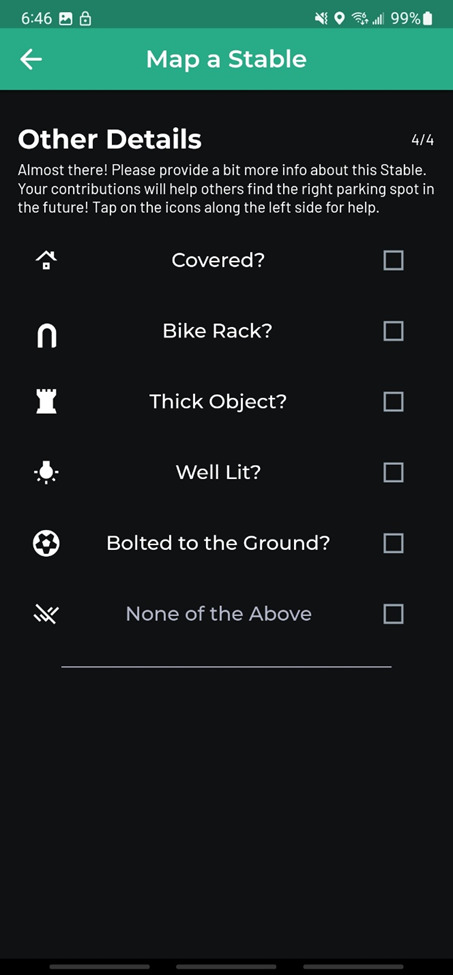 6:46 99%
Map a Stable
Other Details 4/4
Almost there! Please provide a bit more info about this Stable.
Your contributions will help others find the right parking spot in
the future! Tap on the icons along the left side for help.
Covered?
Bike Rack?
Thick Object?
Well Lit?
Bolted to the Ground?
None of the Above